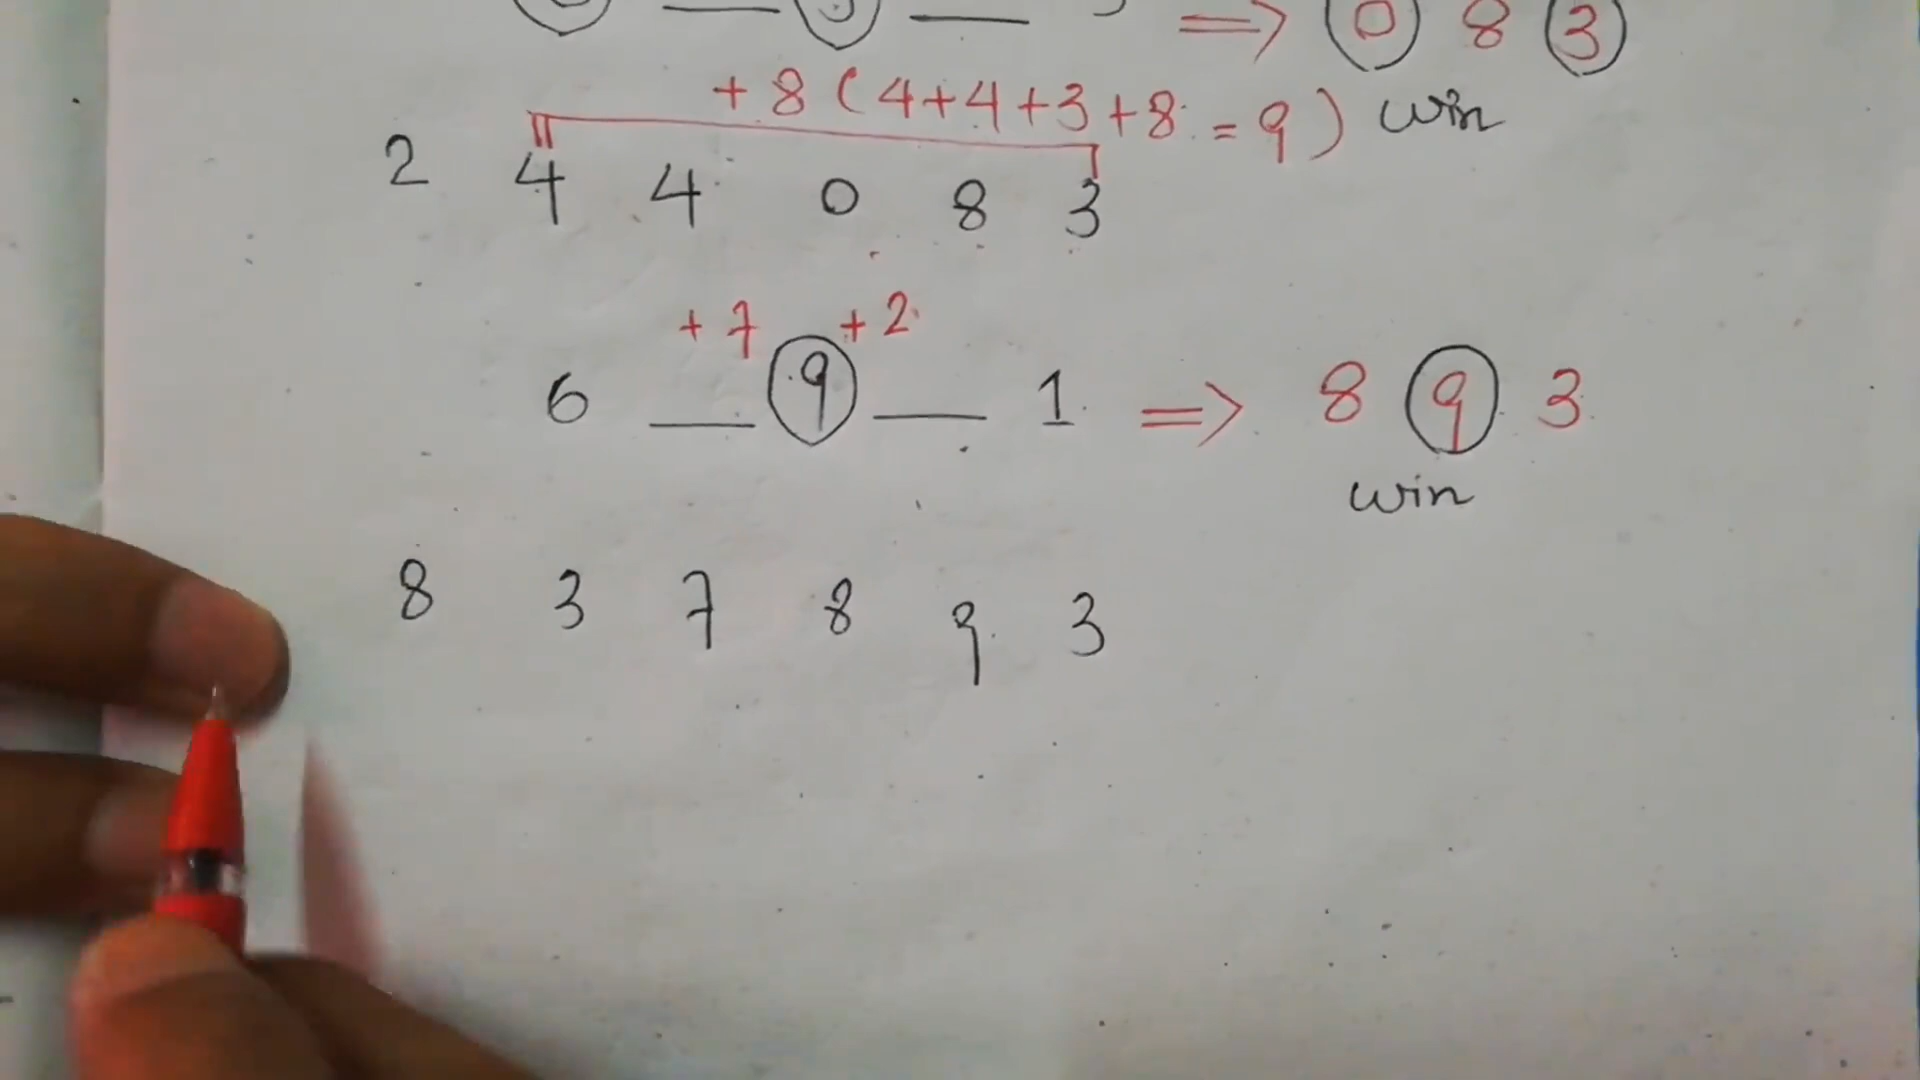 ⇒ 0 8 3
+ 8 ( 4 + 4 + 3 + 8 = 9 ) win
2 4 4 0 8 3
+ 7 + 2
6 __ 9 __ 1 ⇒ 8 9 3
win
8 3 7 8 9 3